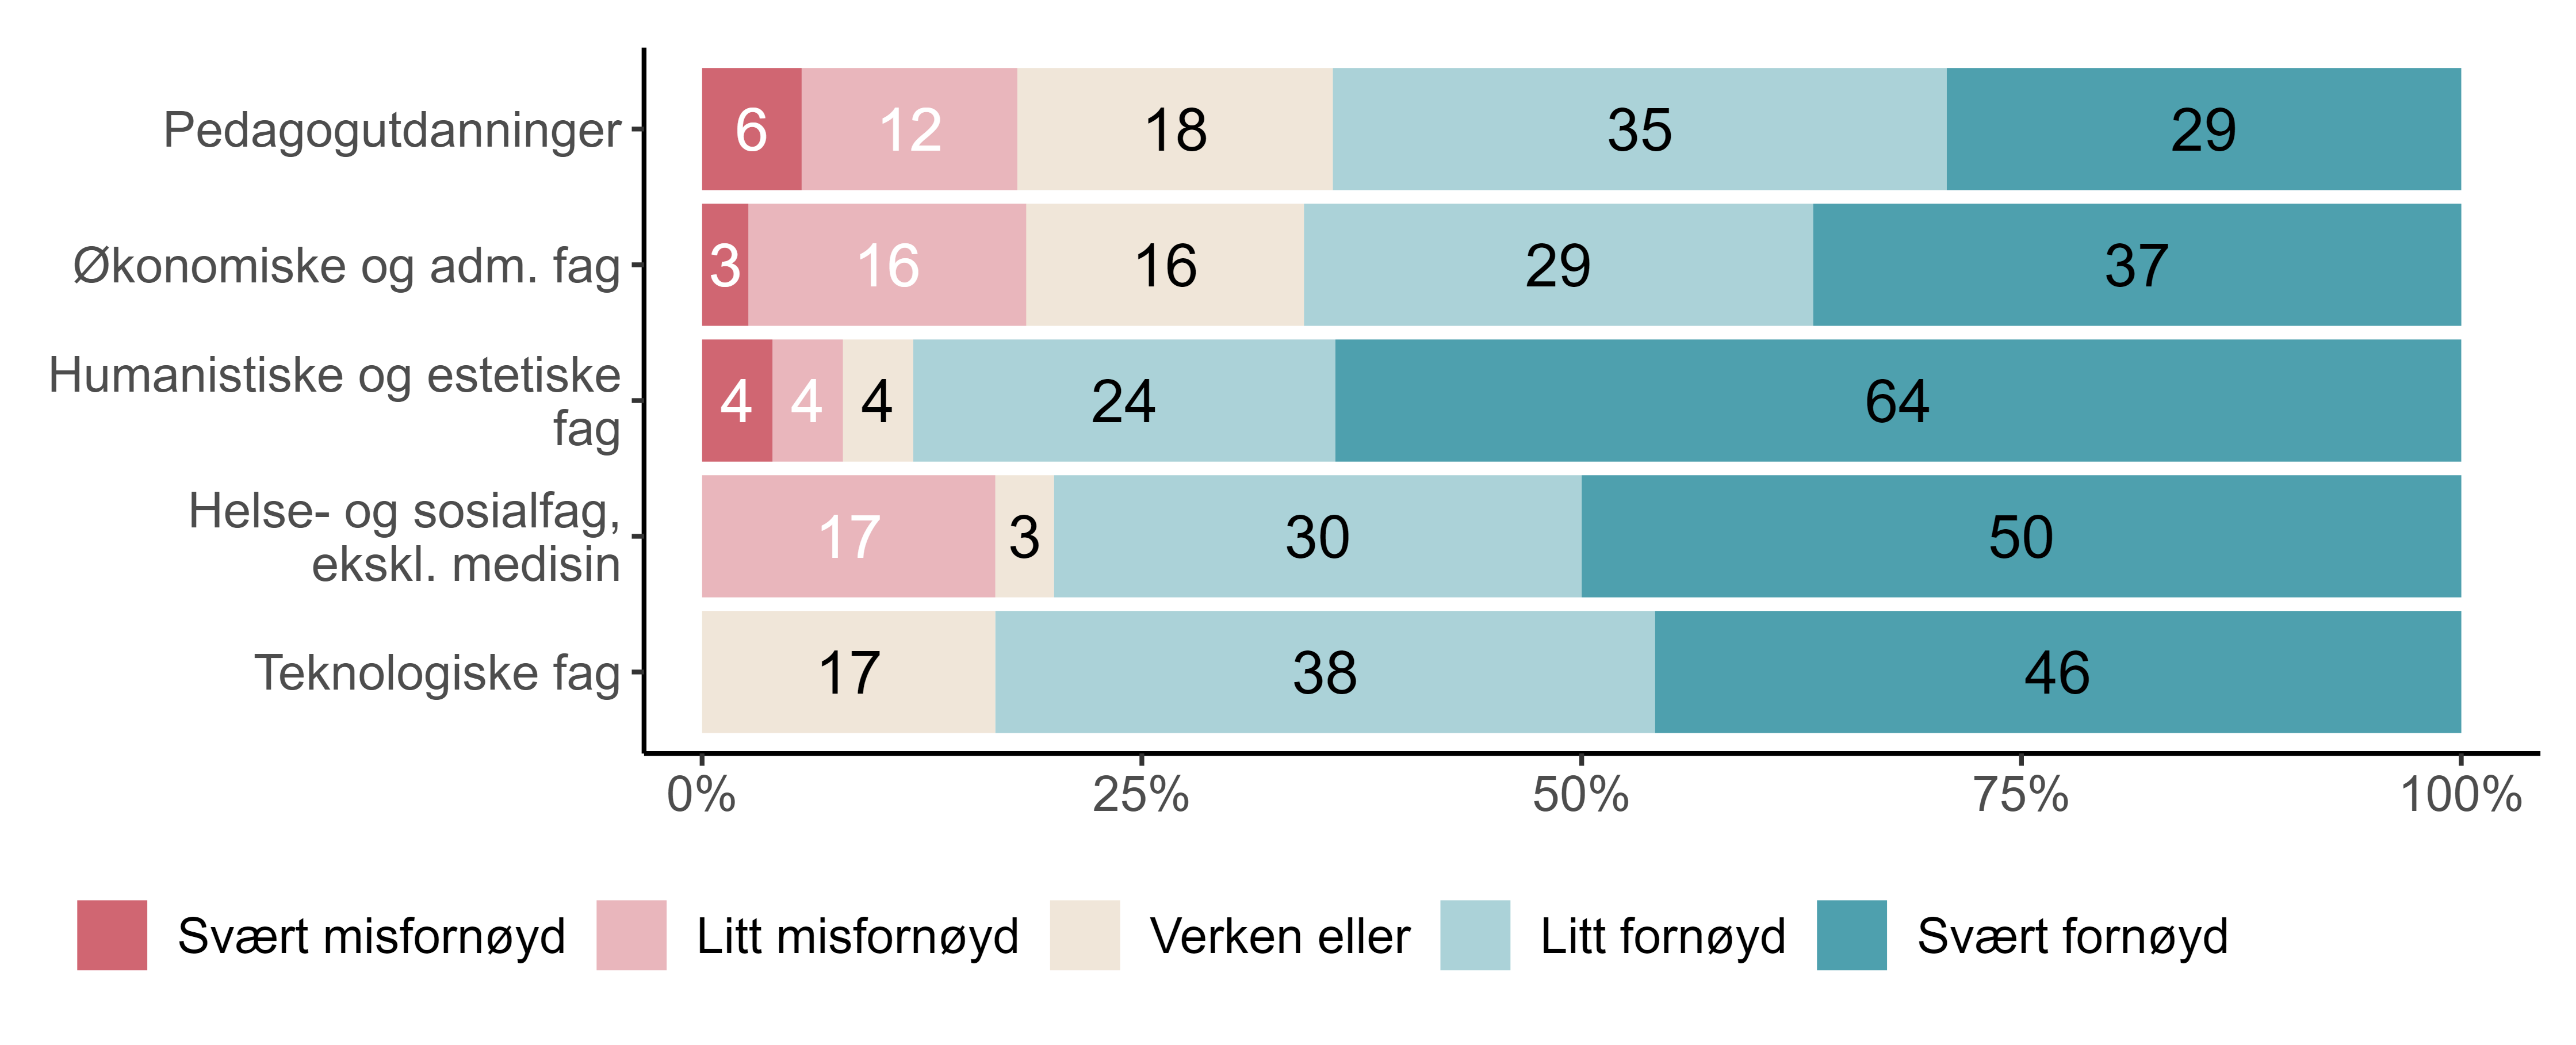 Pedagogutdanninger 6 12 18 35 29
Økonomiske og adm. fag 3 16 16 29 37
Humanistiske og estetiske
fag 4 4 4 24 64
Helse- og sosialfag,
ekskl. medisin 17 3 30 50
Teknologiske fag 17 38 46
0% 25% 50% 75% 100%
Svært misfornøyd Litt misfornøyd Verken eller Litt fornøyd Svært fornøyd